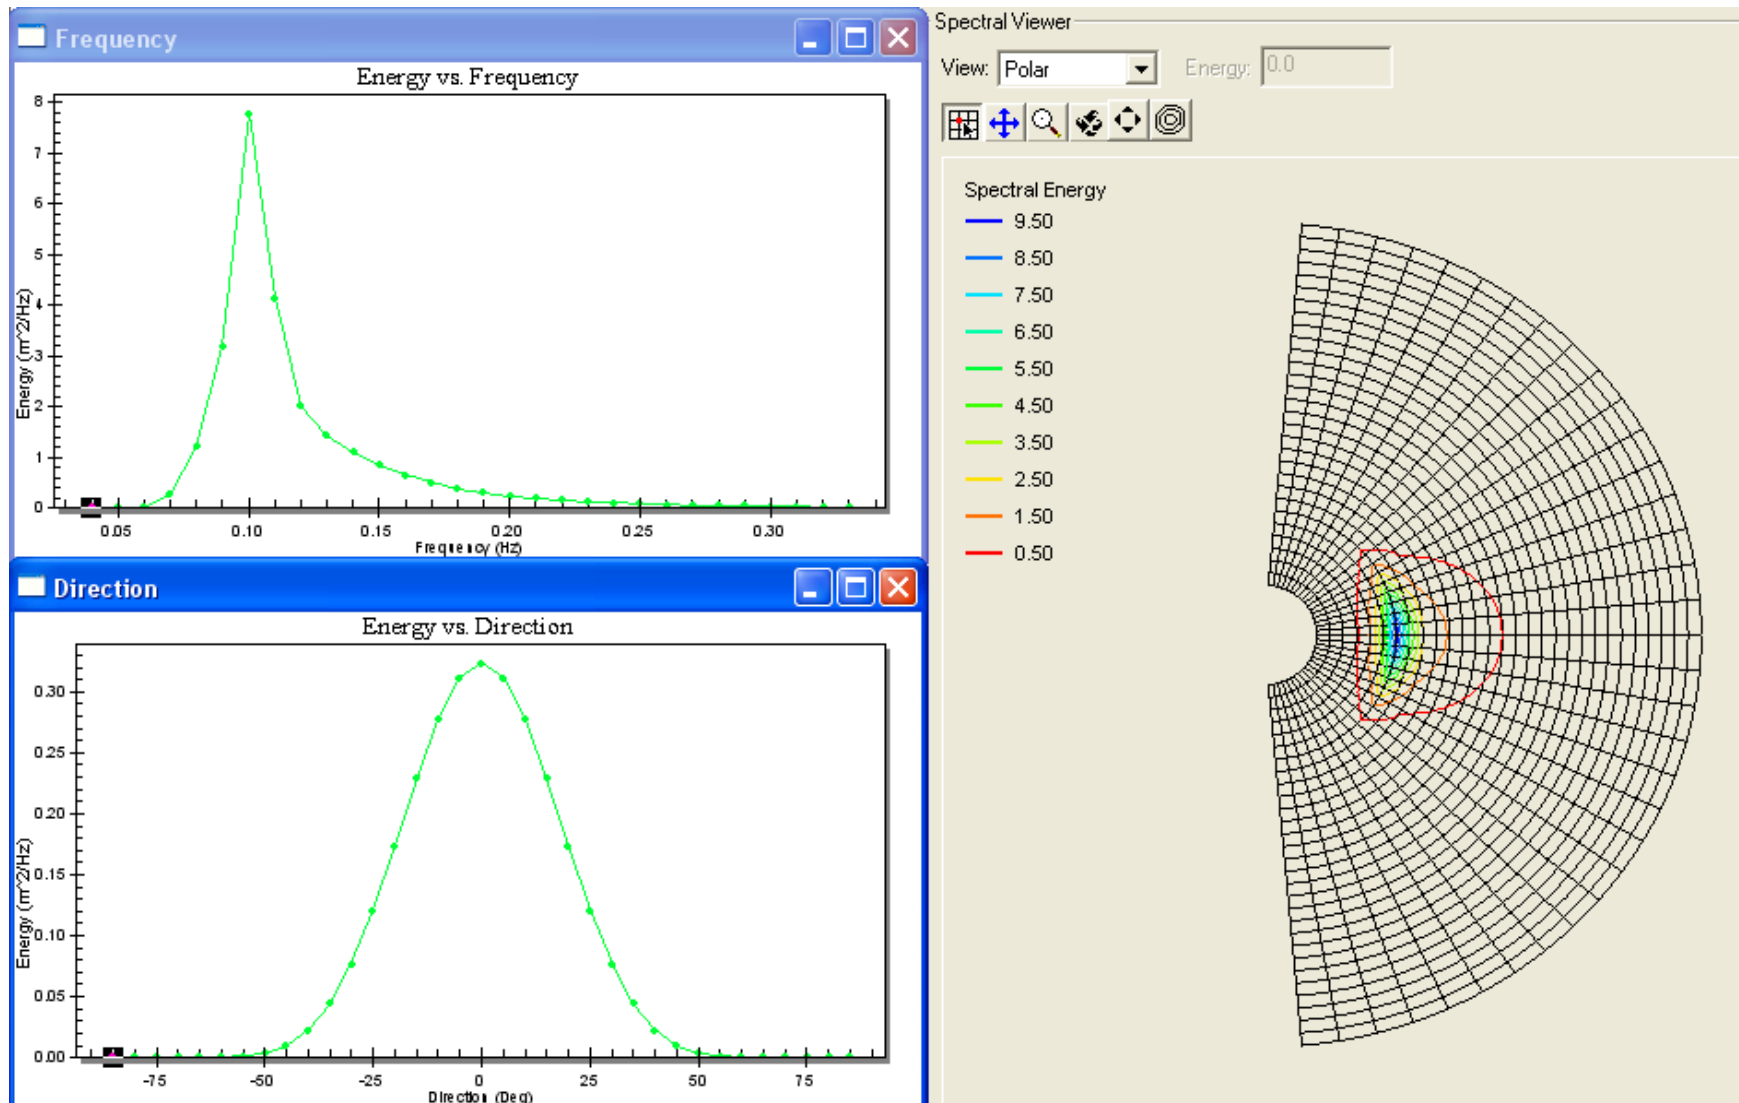 Frequency
Energy vs. Frequency
8
7
6
5
4
3
2
1
0
Energy (m^2/Hz)
0.05 0.10 0.15 0.20 0.25 0.30
Frequency (Hz)
Direction
Energy vs. Direction
0.30
0.25
0.20
0.15
0.10
0.05
0.00
Energy (m^2/Hz)
-75 -50 -25 0 25 50 75
Direction (Deg)
Spectral Viewer
View: Polar Energy: 0.0
Spectral Energy
9.50
8.50
7.50
6.50
5.50
4.50
3.50
2.50
1.50
0.50